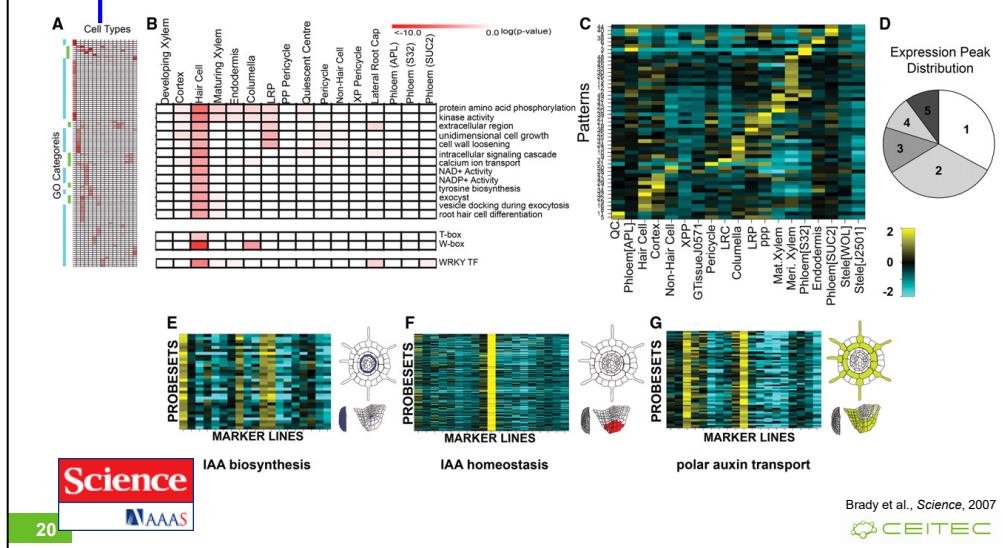 A
Cell Types
GO Categoreis
B
<-10.0
0.0 log(p-value)
Developing Xylem
Cortex
Hair Cell
Maturing Xylem
Endodermis
Columella
LRP
PP Pericycle
Quiescent Centre
Pericycle
Non-Hair Cell
XP Pericycle
Lateral Root Cap
Phloem (APL)
Phloem (S32)
Phloem (SUC2)
protein amino acid phosphorylation
kinase activity
extracellular region
unidimensional cell growth
cell wall loosening
intracellular signaling cascade
calcium ion transport
NAD+ Activity
NADP+ Activity
tyrosine biosynthesis
exocyst
vesicle docking during exocytosis
root hair cell differentiation
T-box
W-box
WRKY TF
C
Patterns
QC
Phloem[APL]
Hair Cell
Cortex
Non-Hair Cell
XPP
GTissueJ0571
Pericycle
LRC
Columella
LRP
ppp
Mat.Xylem
Meri. Xylem
Phloem[S32]
Endodermis
Phloem[SUC2]
Stele[WOL]
Stele[J2501]
D
Expression Peak
Distribution
1
2
3
4
5
2
0
-2
E
PROBESETS
MARKER LINES
IAA biosynthesis
F
PROBESETS
MARKER LINES
IAA homeostasis
G
PROBESETS
MARKER LINES
polar auxin transport
Science
AAAS
20
Brady et al., Science, 2007
CEITEC